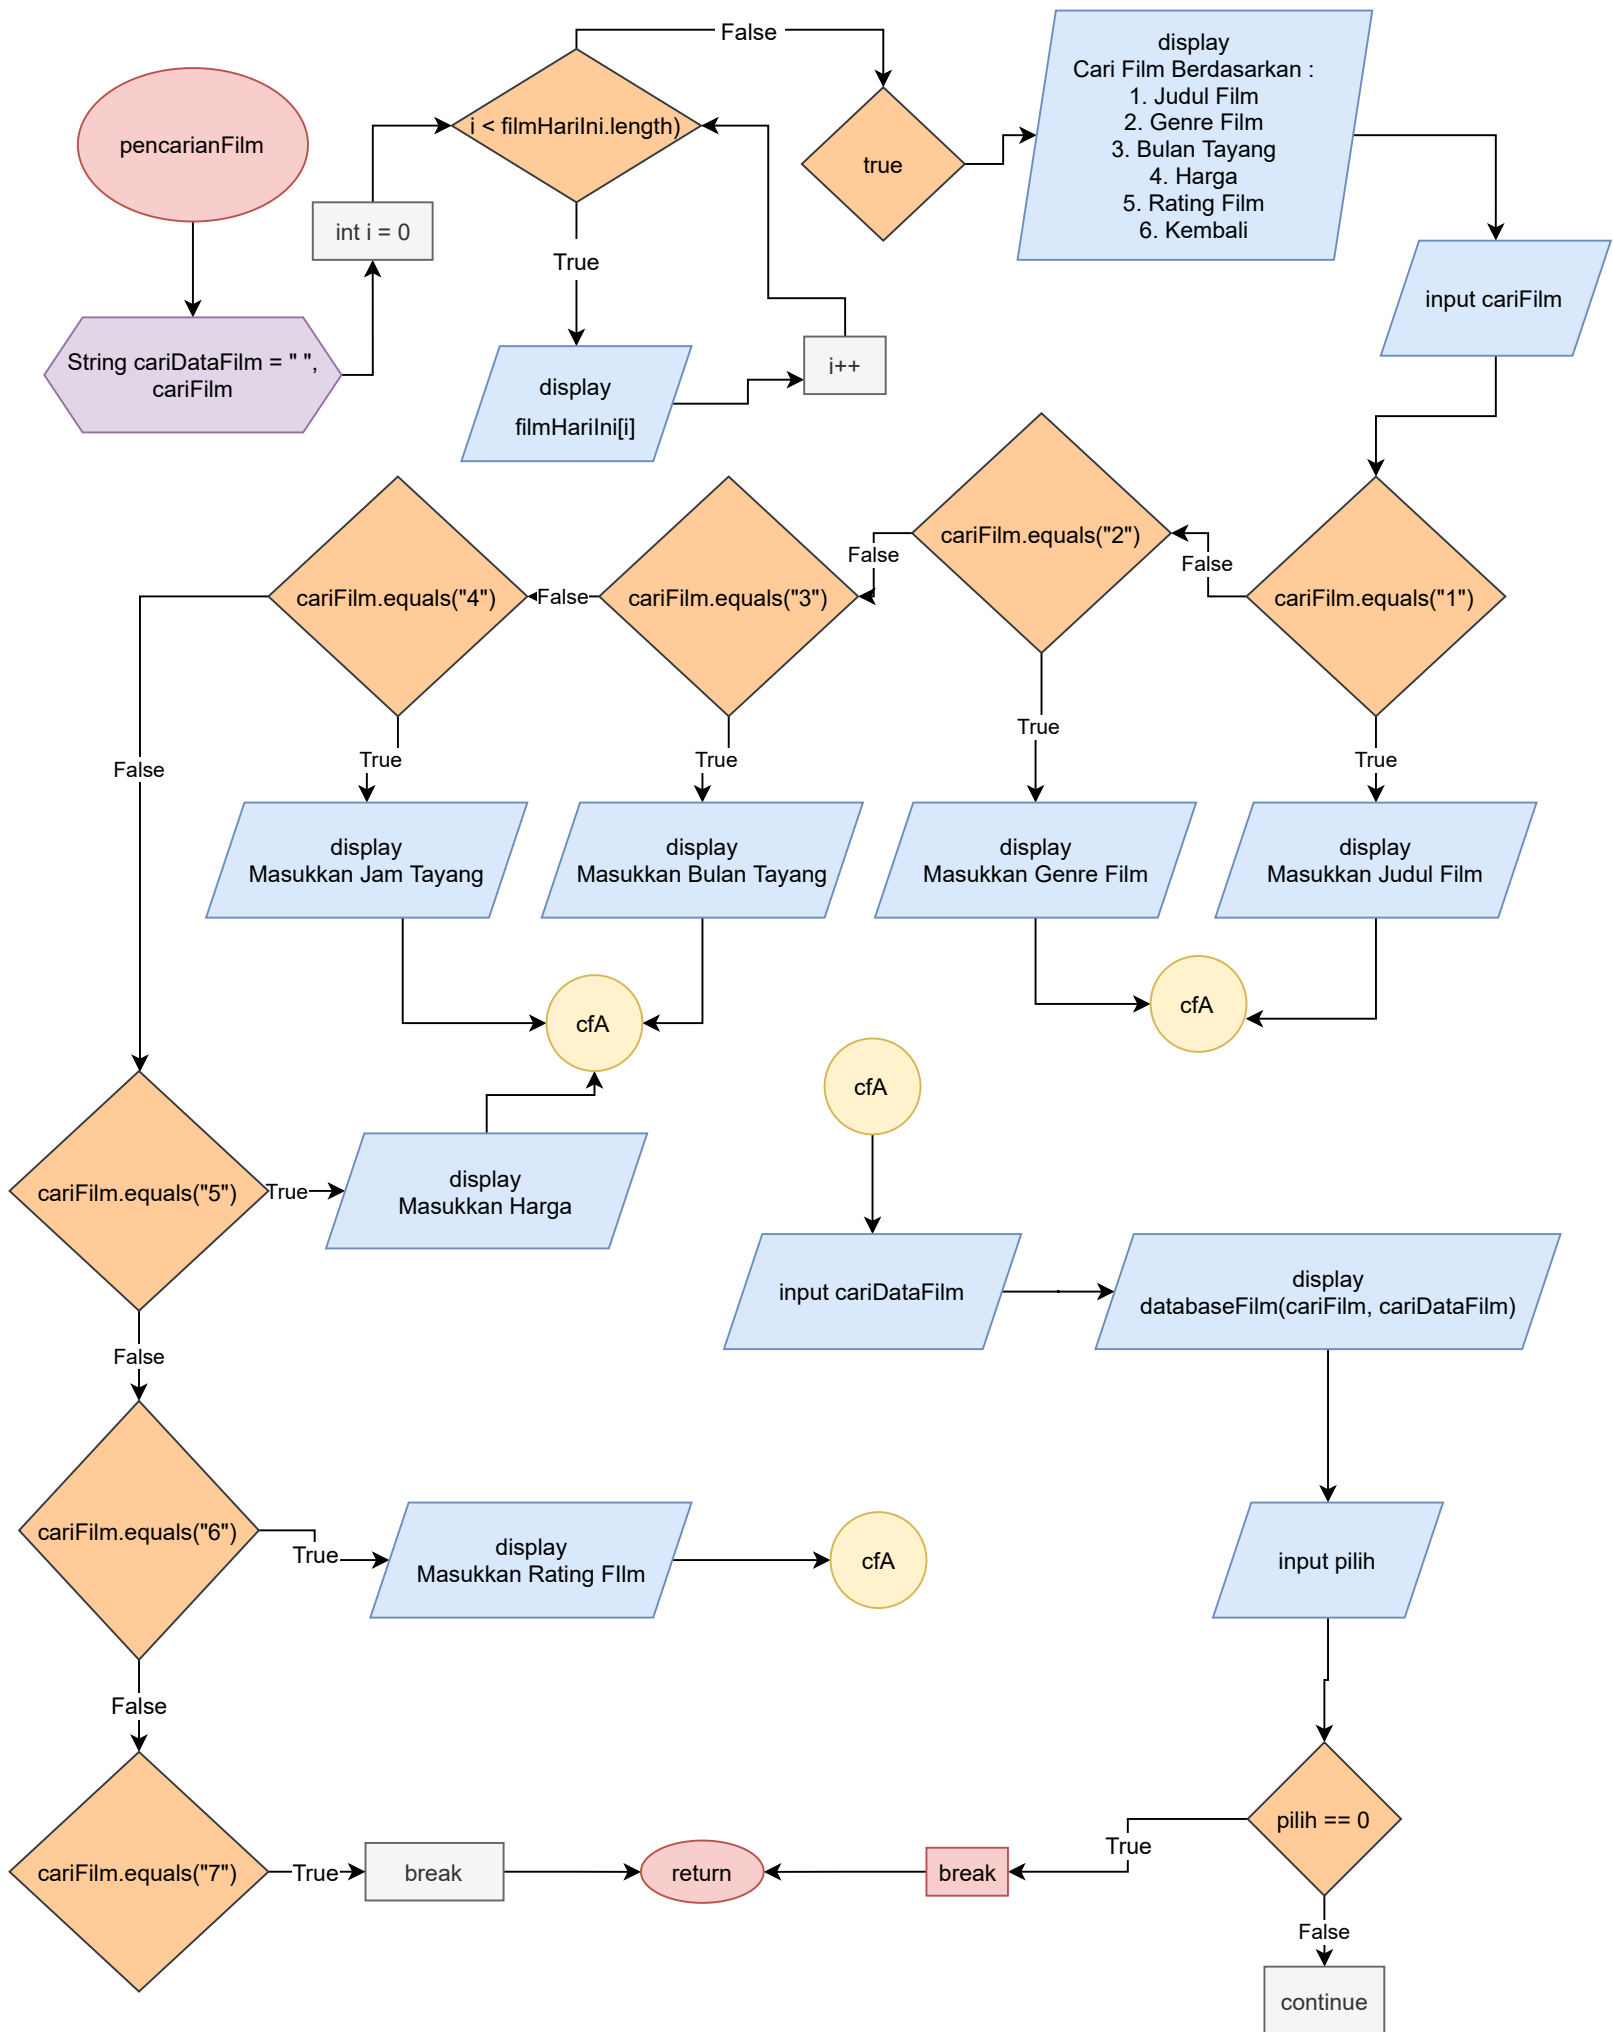 pencarianFilm
String cariDataFilm = " ",
cariFilm
int i = 0
i < filmHariIni.length)
False
True
display
filmHariIni[i]
i++
true
display
Cari Film Berdasarkan :
1. Judul Film
2. Genre Film
3. Bulan Tayang
4. Harga
5. Rating Film
6. Kembali
input cariFilm
cariFilm.equals("1")
False
True
display
Masukkan Judul Film
cariFilm.equals("2")
False
True
display
Masukkan Genre Film
cfA
cariFilm.equals("3")
False
True
display
Masukkan Bulan Tayang
cariFilm.equals("4")
False
True
display
Masukkan Jam Tayang
cfA
cariFilm.equals("5")
True
display
Masukkan Harga
False
cariFilm.equals("6")
True
display
Masukkan Rating FIlm
cfA
False
cariFilm.equals("7")
True
break
return
cfA
input cariDataFilm
display
databaseFilm(cariFilm, cariDataFilm)
input pilih
pilih == 0
True
break
False
continue